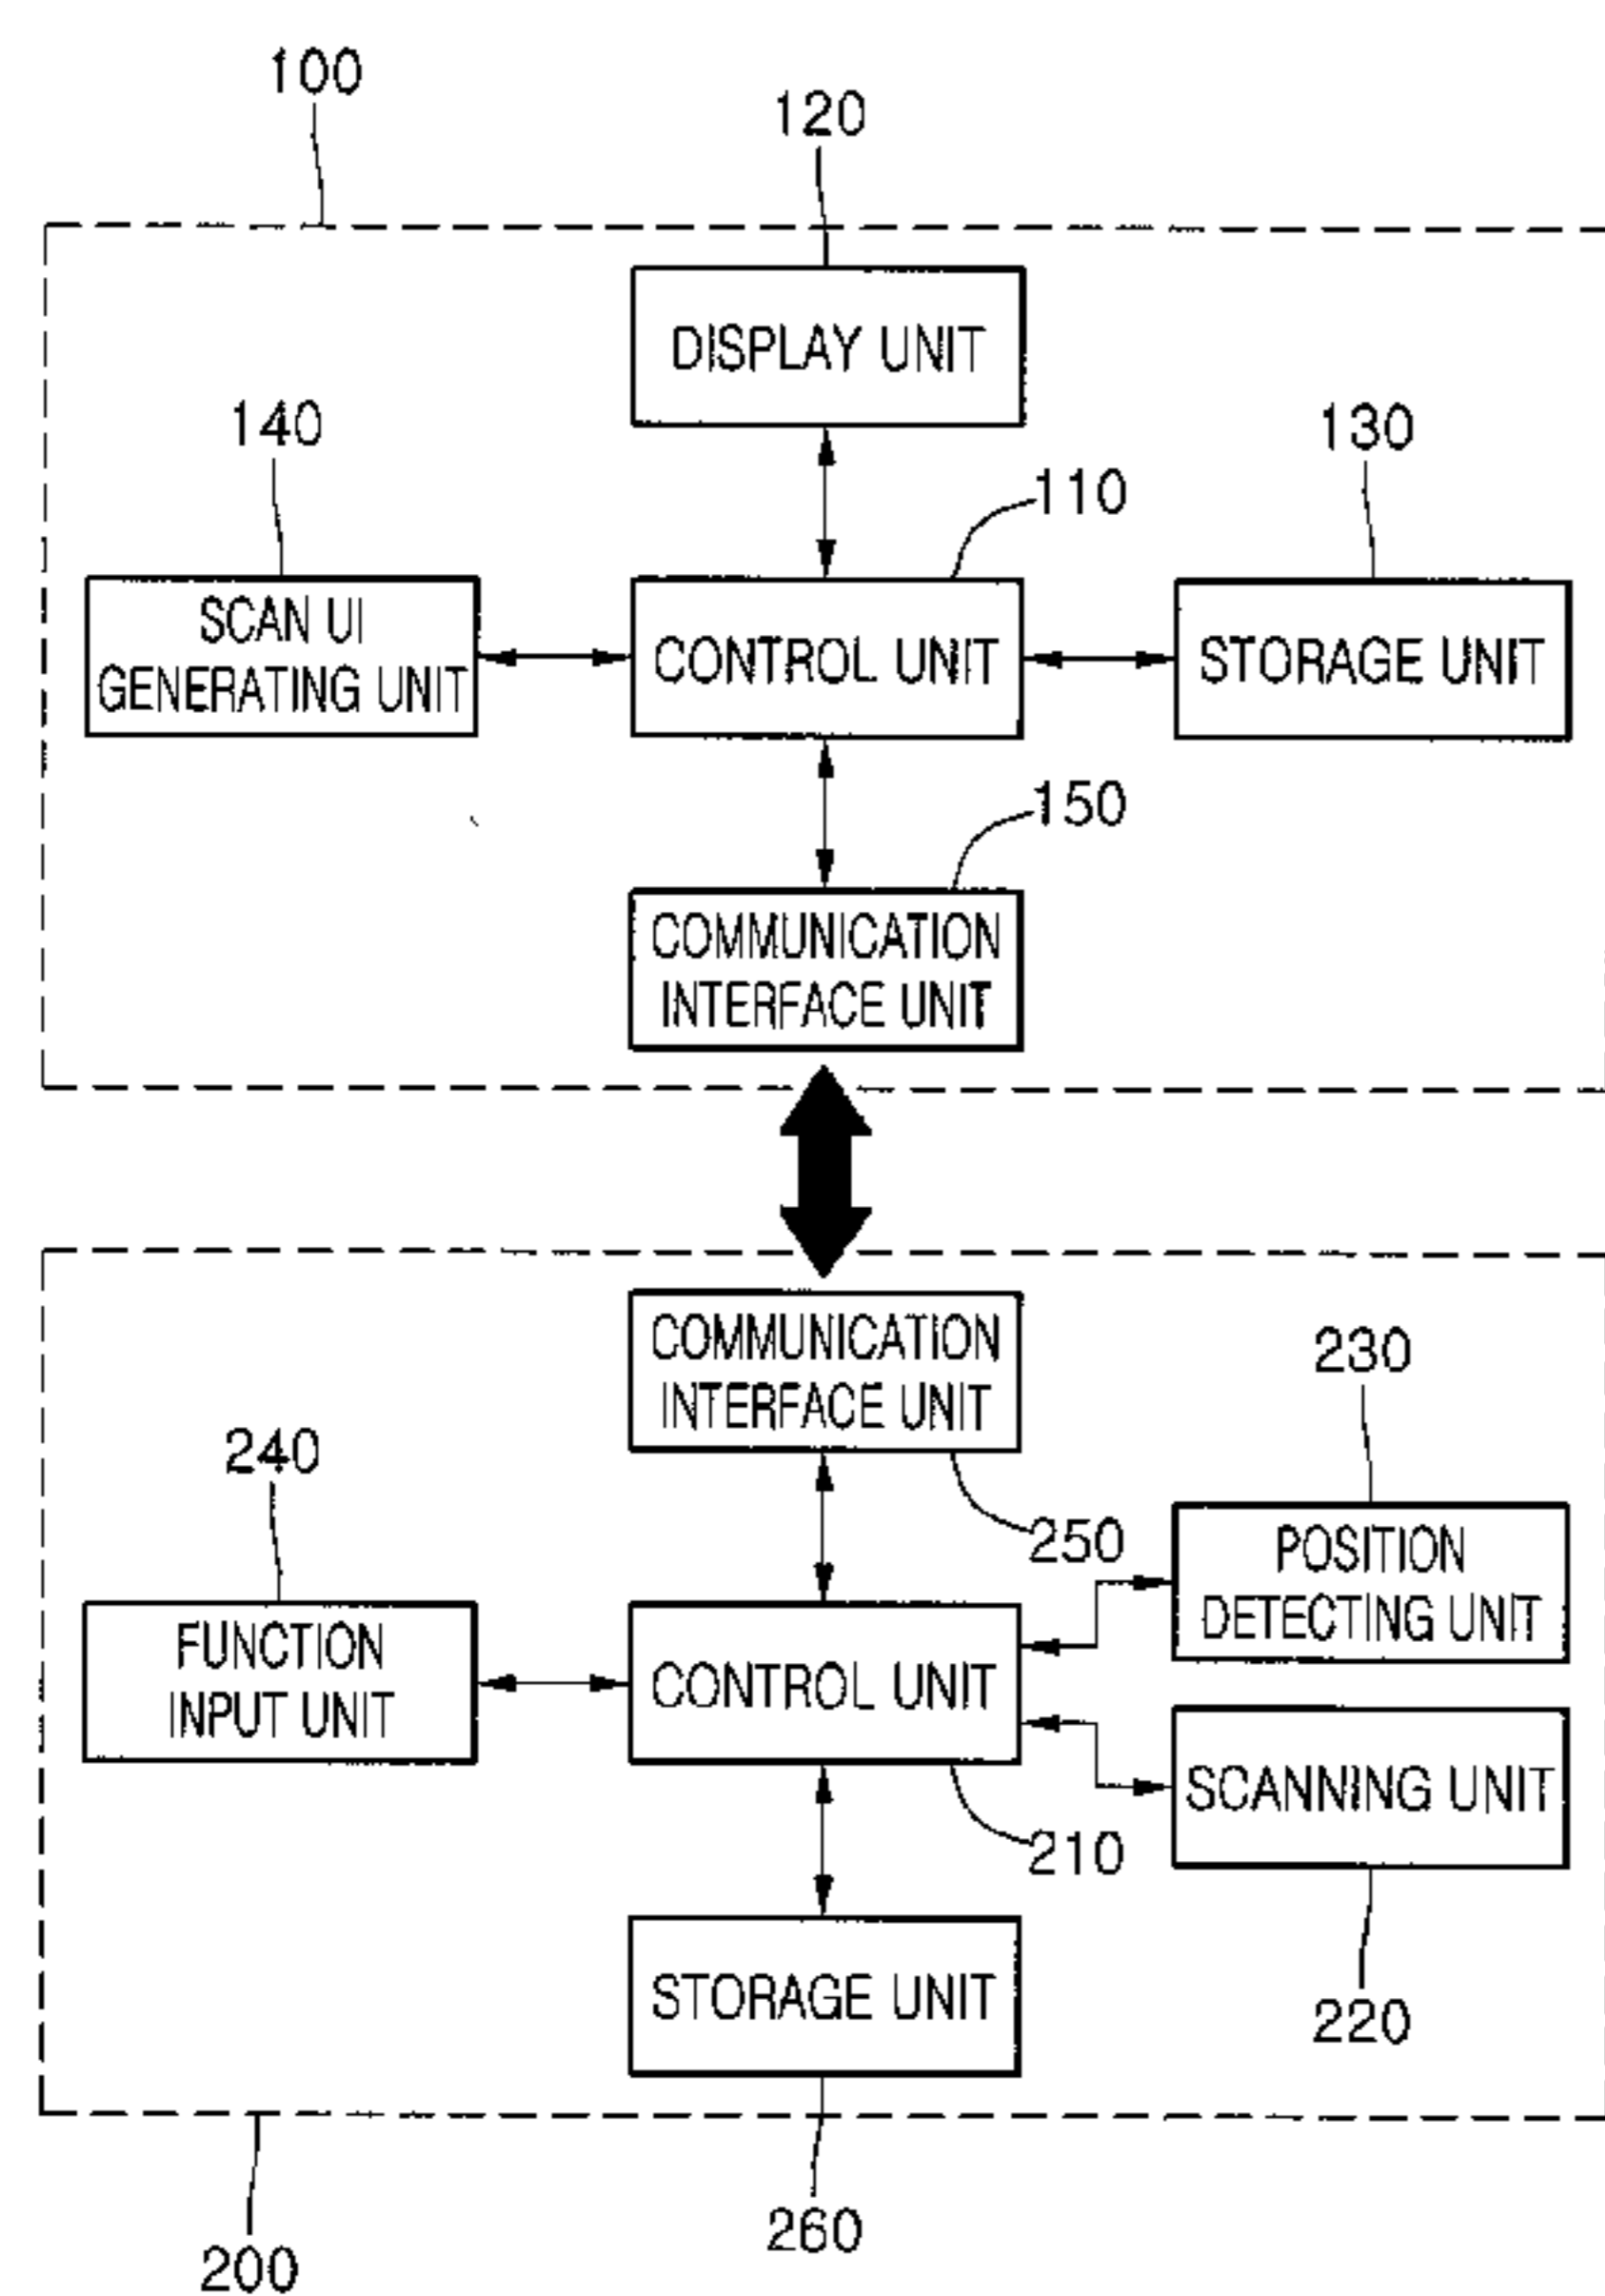 100
120
DISPLAY UNIT
140
130
110
SCAN UI
GENERATING UNIT
CONTROL UNIT
STORAGE UNIT
150
COMMUNICATION
INTERFACE UNIT
COMMUNICATION
INTERFACE UNIT
230
240
250
POSITION
DETECTING UNIT
FUNCTION
INPUT UNIT
CONTROL UNIT
SCANNING UNIT
210
STORAGE UNIT
220
260
200